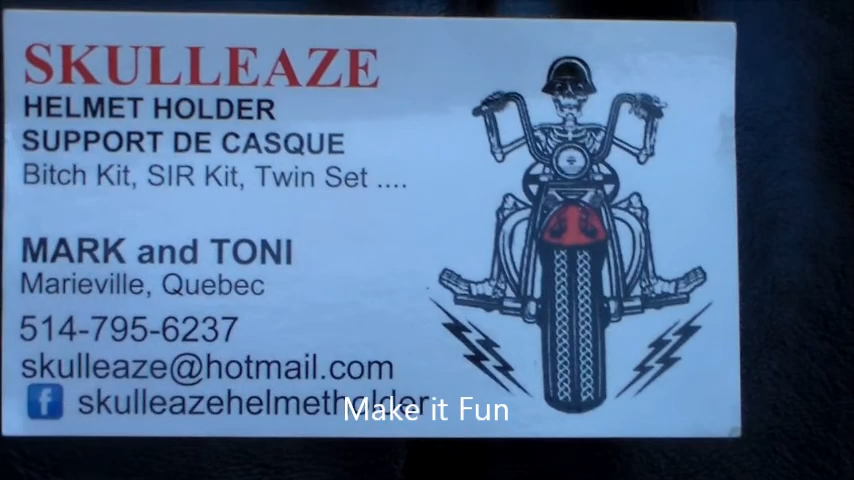 SKULLEAZE
HELMET HOLDER
SUPPORT DE CASQUE
Bitch Kit, SIR Kit, Twin Set ....
MARK and TONI
Marieville, Quebec
514-795-6237
skulleaze@hotmail.com
f skulleazehelmetholder
Make it Fun